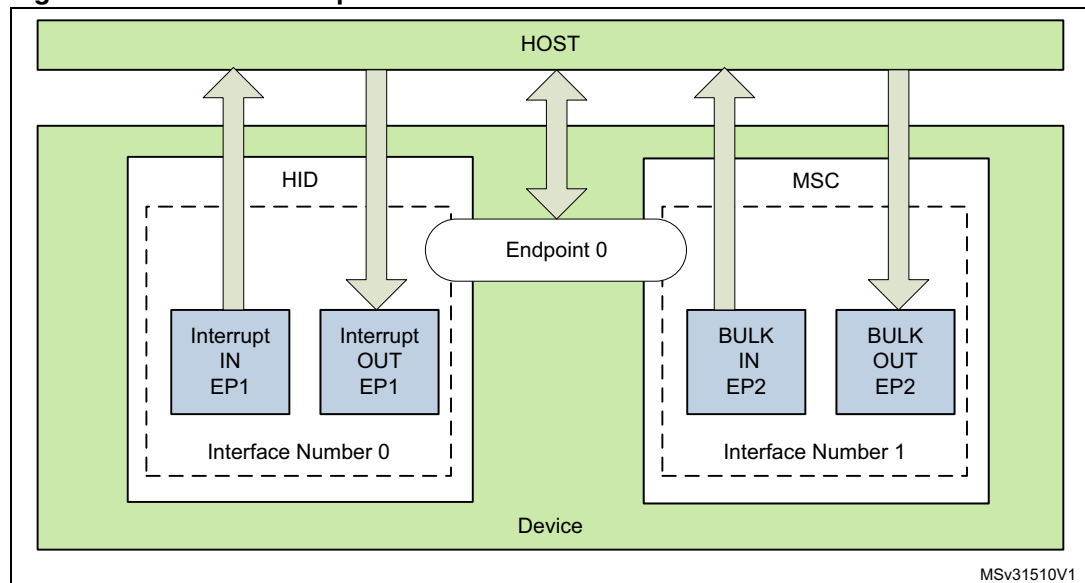 HOST
HID
MSC
Endpoint 0
Interrupt
IN
EP1
Interrupt
OUT
EP1
BULK
IN
EP2
BULK
OUT
EP2
Interface Number 0
Interface Number 1
Device
MSv31510V1